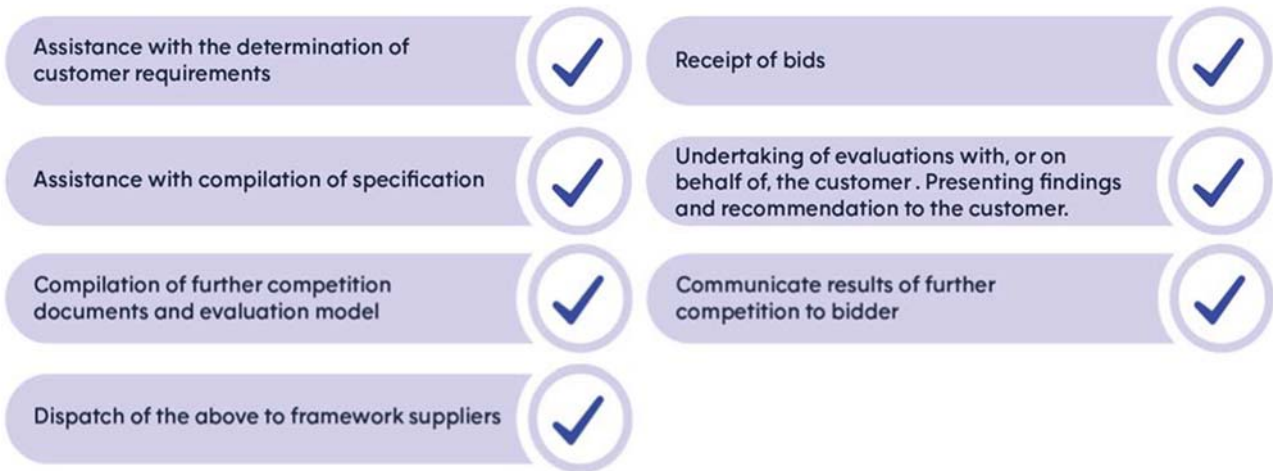 Assistance with the determination of
customer requirements
Assistance with compilation of specification
Compilation of further competition
documents and evaluation model
Dispatch of the above to framework suppliers
Receipt of bids
Undertaking of evaluations with, or on
behalf of, the customer . Presenting findings
and recommendation to the customer.
Communicate results of further
competition to bidder